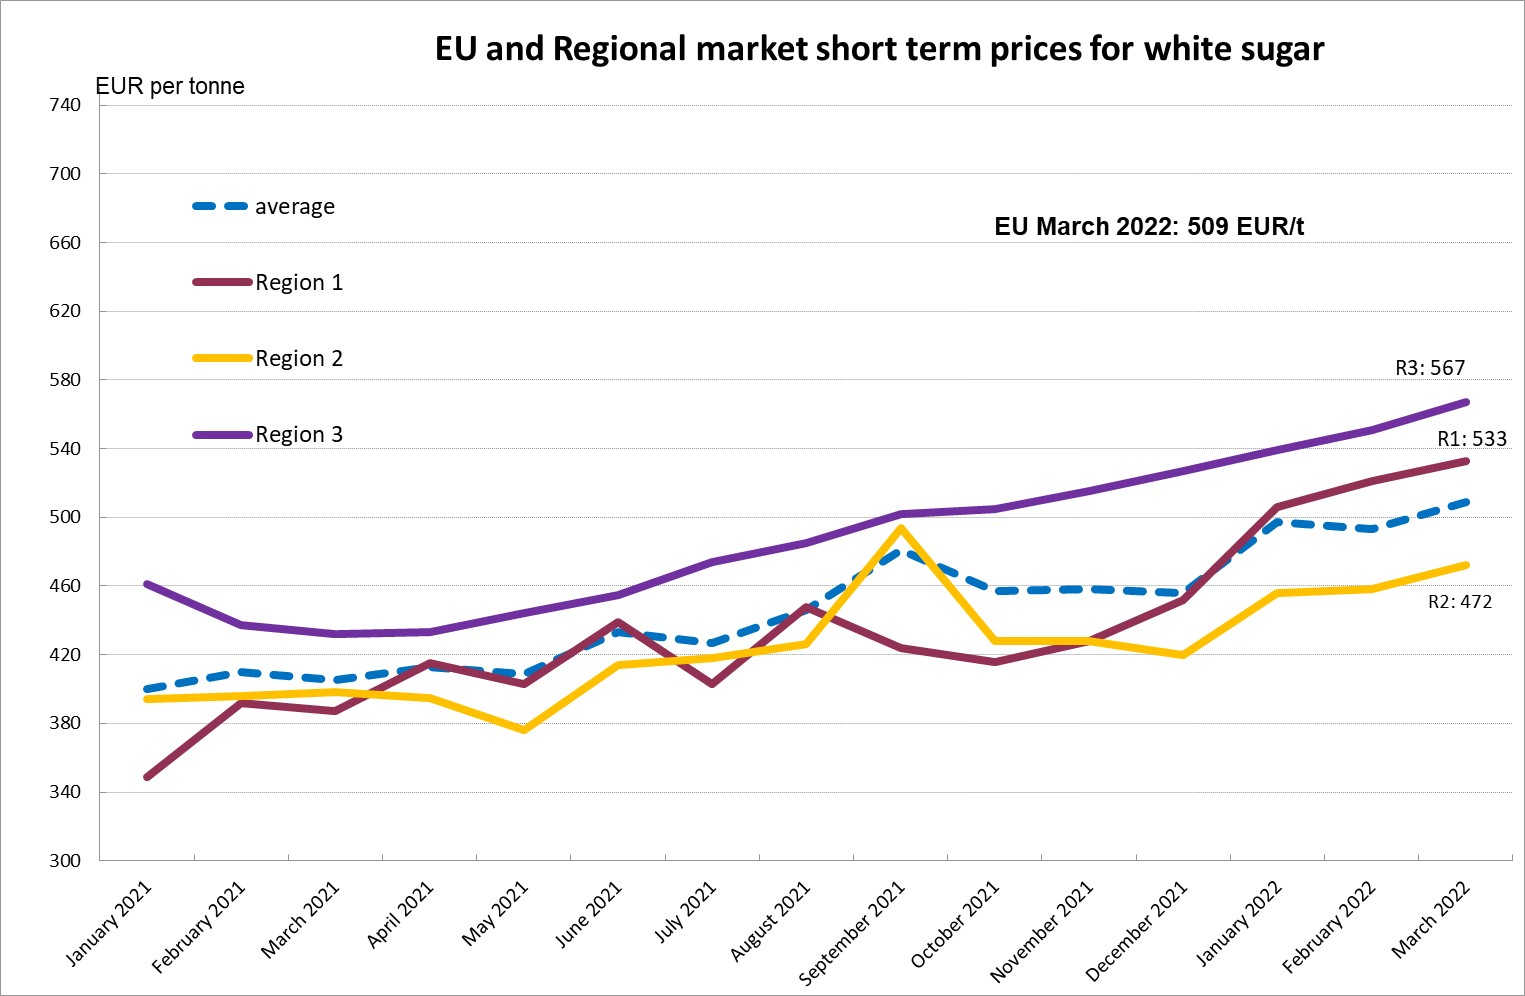 EU and Regional market short term prices for white sugar
EUR per tonne
740
700
660
620
580
540
500
460
420
380
340
300
average
Region 1
Region 2
Region 3
EU March 2022: 509 EUR/t
R3: 567
R1: 533
R2: 472
January 2021
February 2021
March 2021
April 2021
May 2021
June 2021
July 2021
August 2021
September 2021
October 2021
November 2021
December 2021
January 2022
February 2022
March 2022